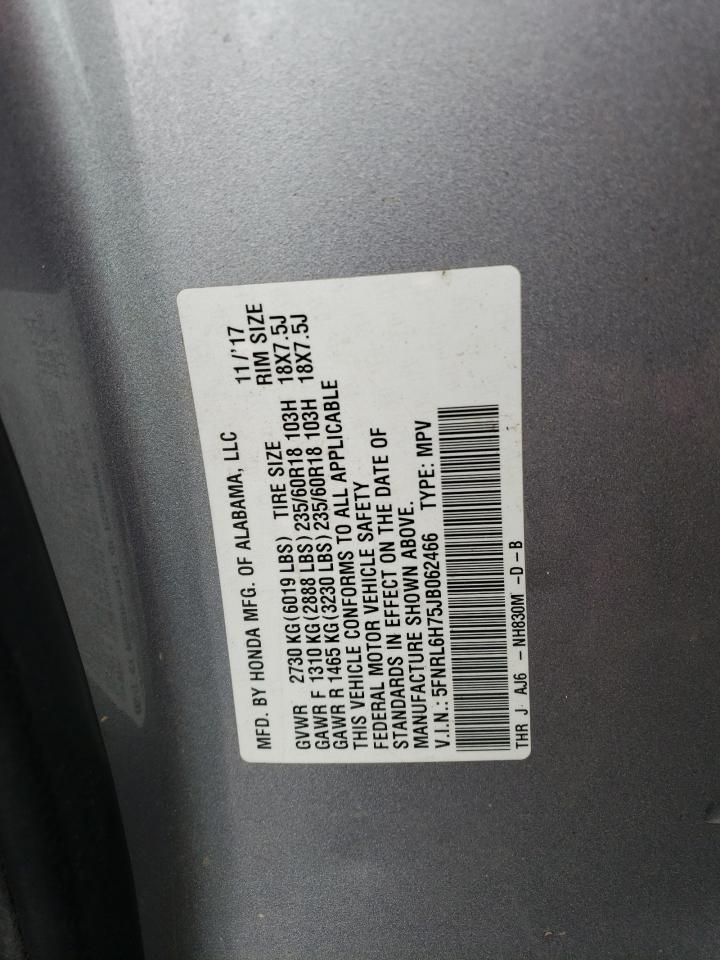 MFD. BY HONDA MFG. OF ALABAMA, LLC 11/'17
TIRE SIZE RIM SIZE
GVWR 2730 KG(6019 LBS)
GAWR F 1310 KG(2888 LBS) 235/60R18 103H 18X7.5J
GAWR R 1465 KG(3230 LBS) 235/60R18 103H 18X7.5J
THIS VEHICLE CONFORMS TO ALL APPLICABLE
FEDERAL MOTOR VEHICLE SAFETY
STANDARDS IN EFFECT ON THE DATE OF
MANUFACTURE SHOWN ABOVE.
V.I.N.: 5FNRL6H75JB062466 TYPE: MPV
THR J AJ6 - NH830M -D-B